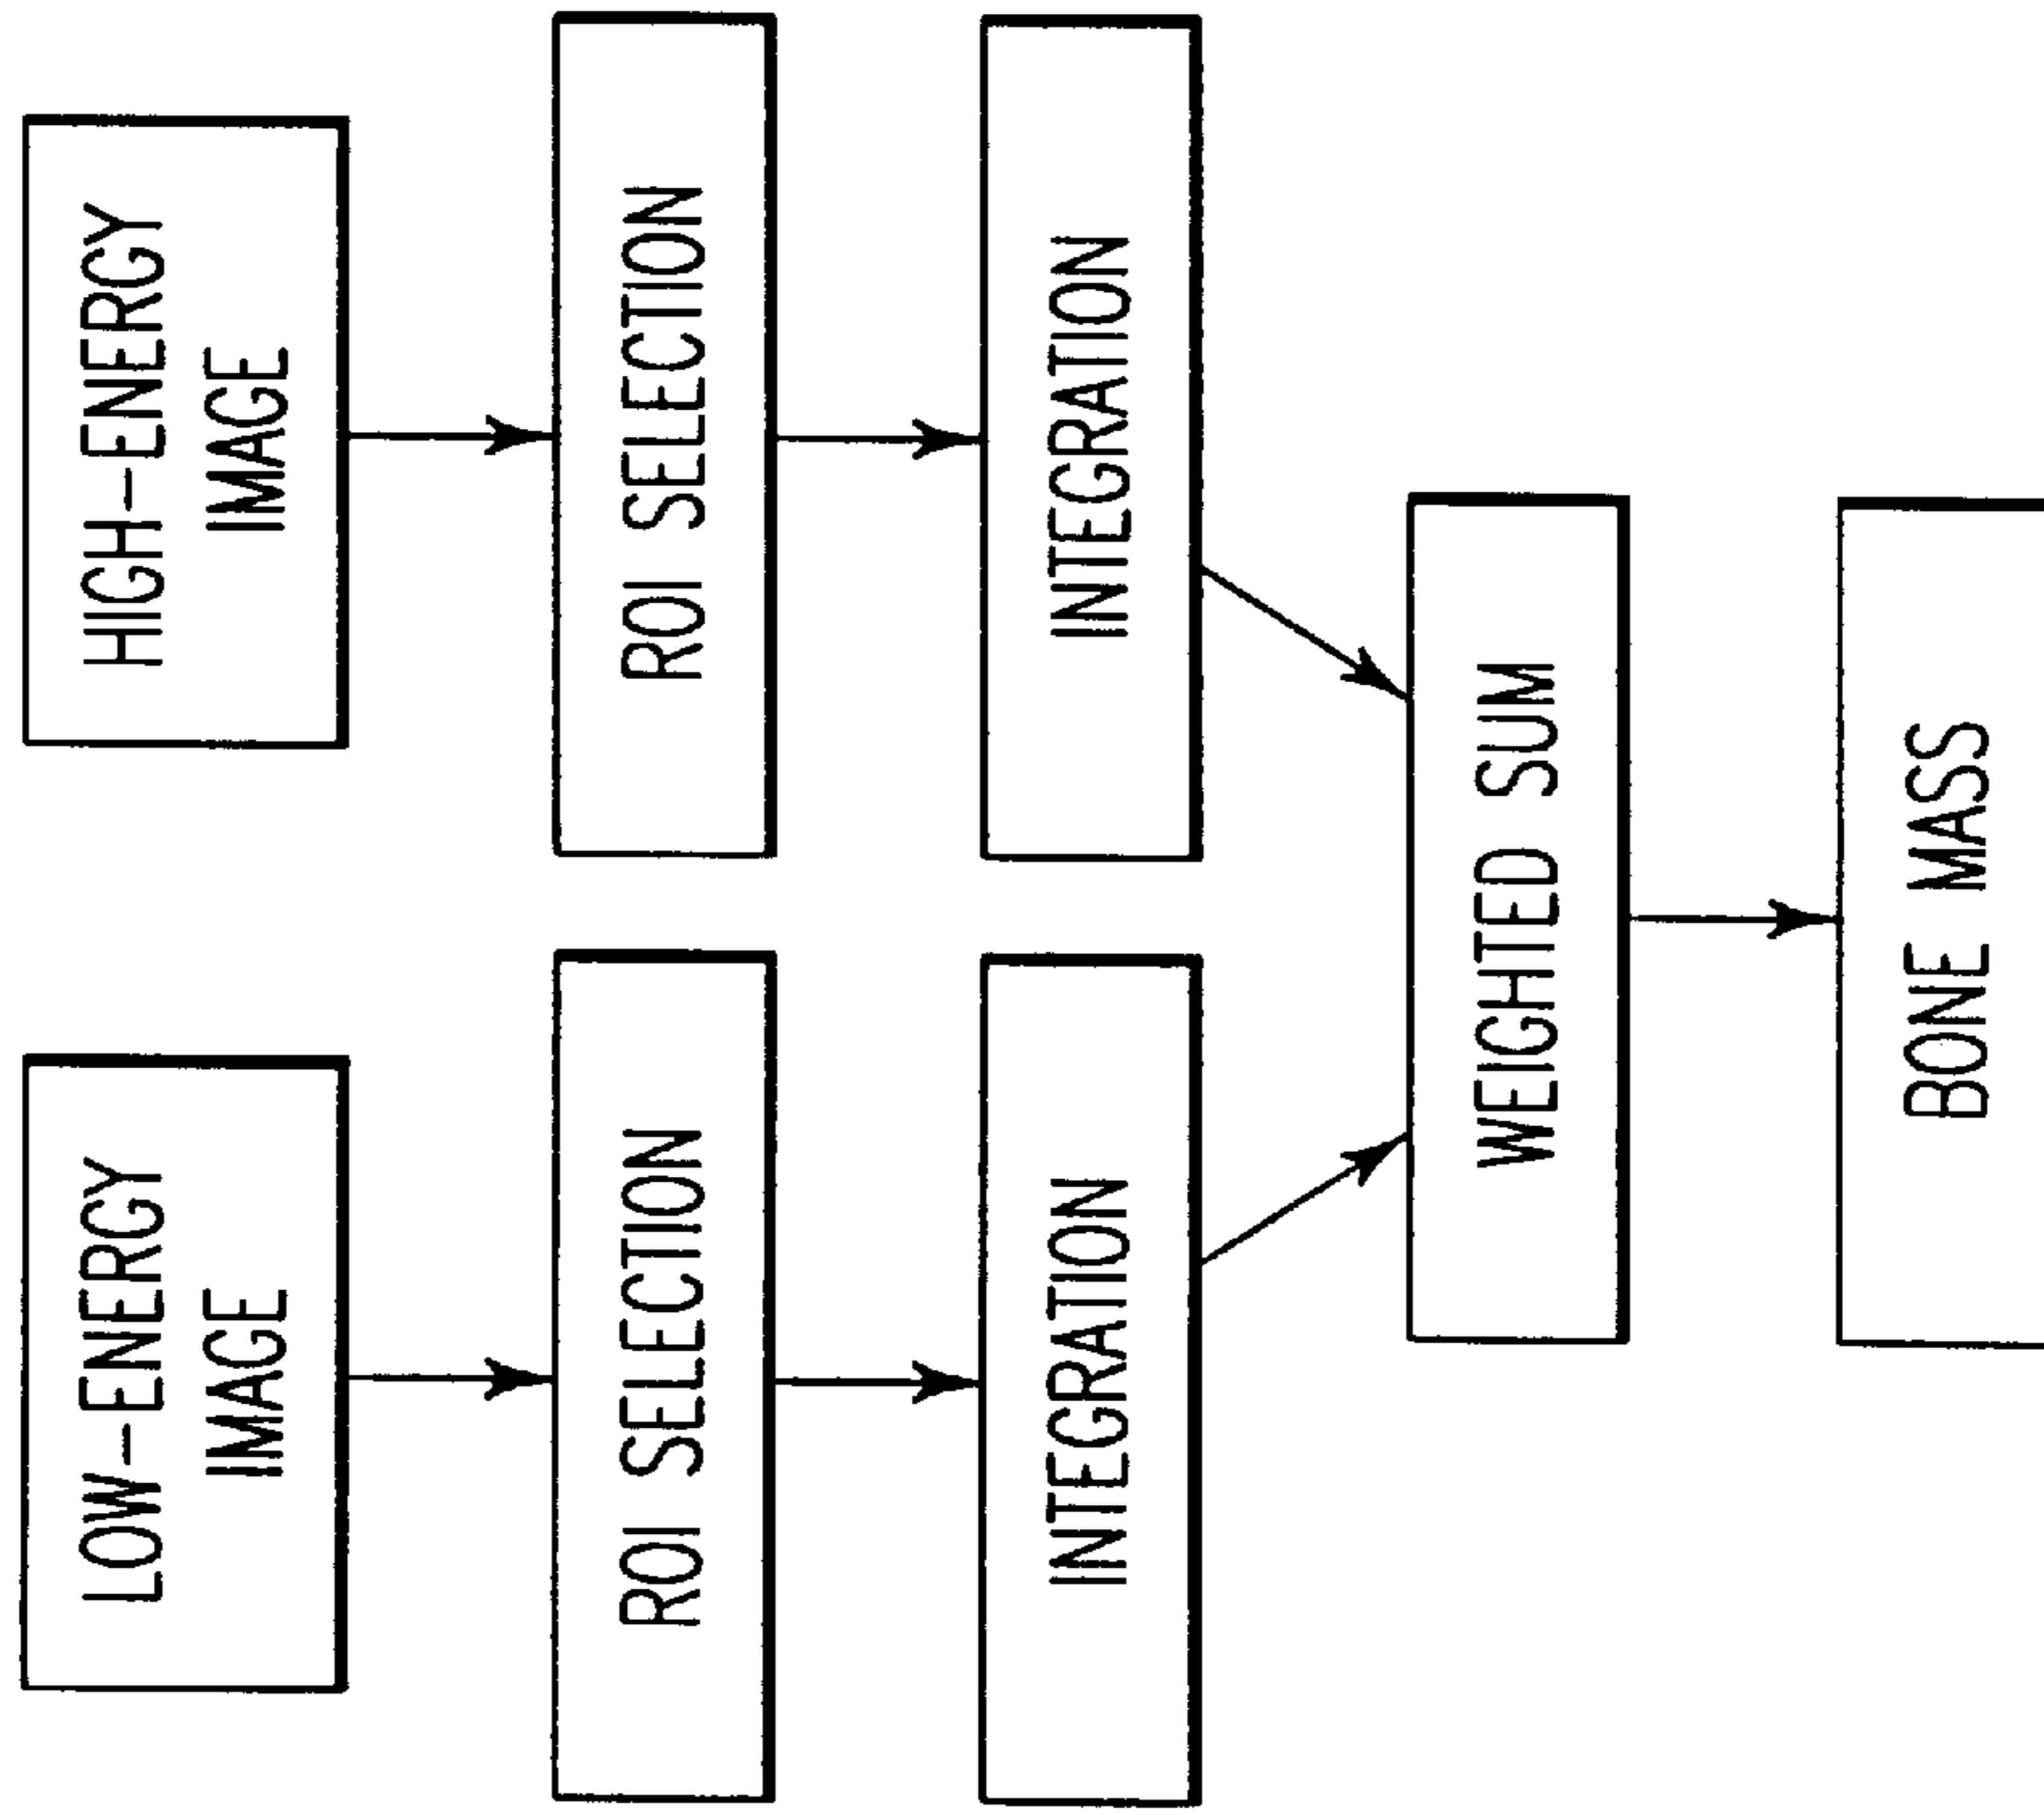 LOW-ENERGY
IMAGE
HIGH-ENERGY
IMAGE
ROI SELECTION
ROI SELECTION
INTEGRATION
INTEGRATION
WEIGHTED SUM
BONE MASS